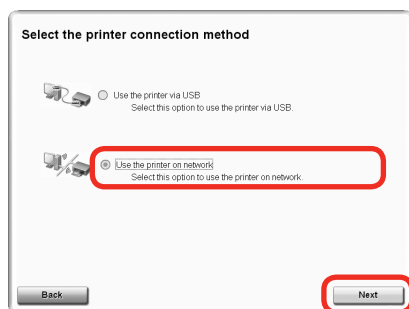 Select the printer connection method
Use the printer via USB
Select this option to use the printer via USB.
Use the printer on network
Select this option to use the printer on network.
Back
Next